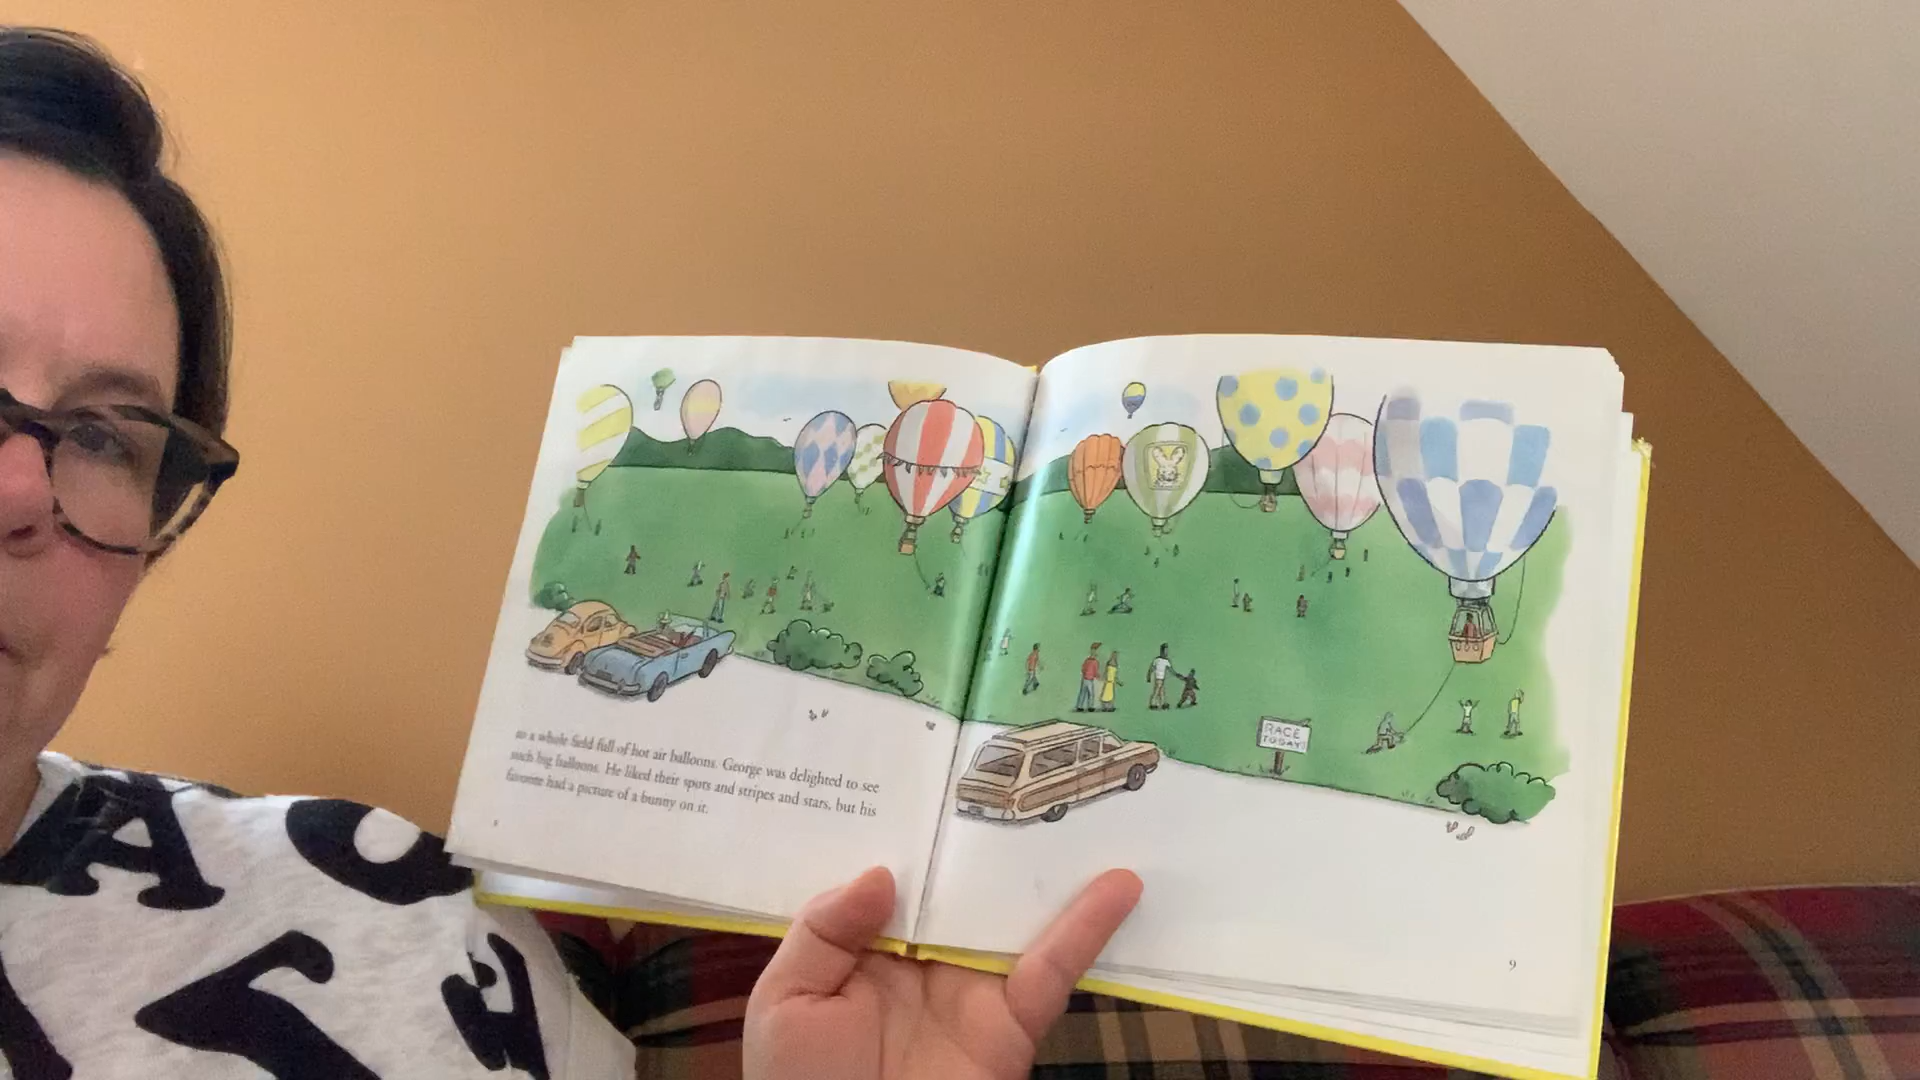 to a whole field full of hot air balloons. George was delighted to see
such big balloons. He liked their spots and stripes and stars, but his
favorite had a picture of a bunny on it.
8
RACE
TODAY!
9